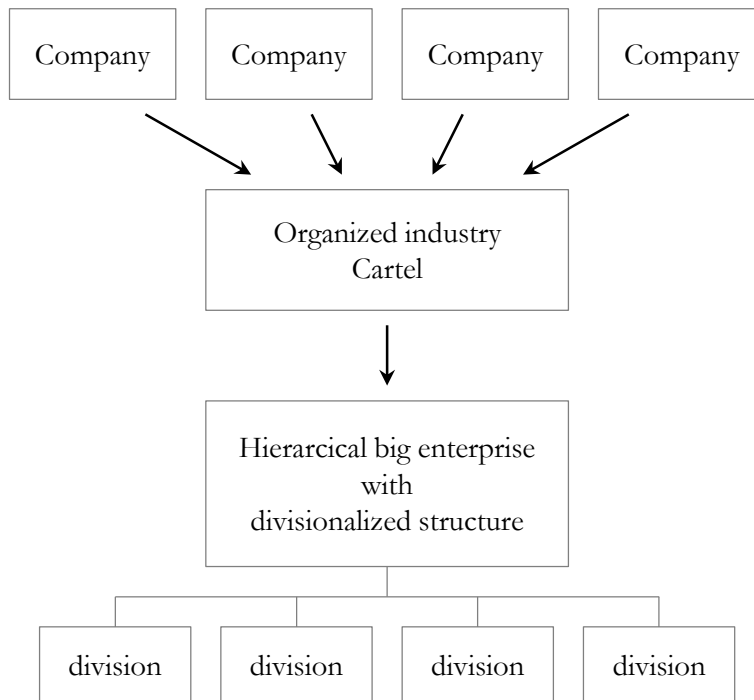 Company
Company
Company
Company
Organized industry
Cartel
Hierarcical big enterprise
with
divisionalized structure
division
division
division
division